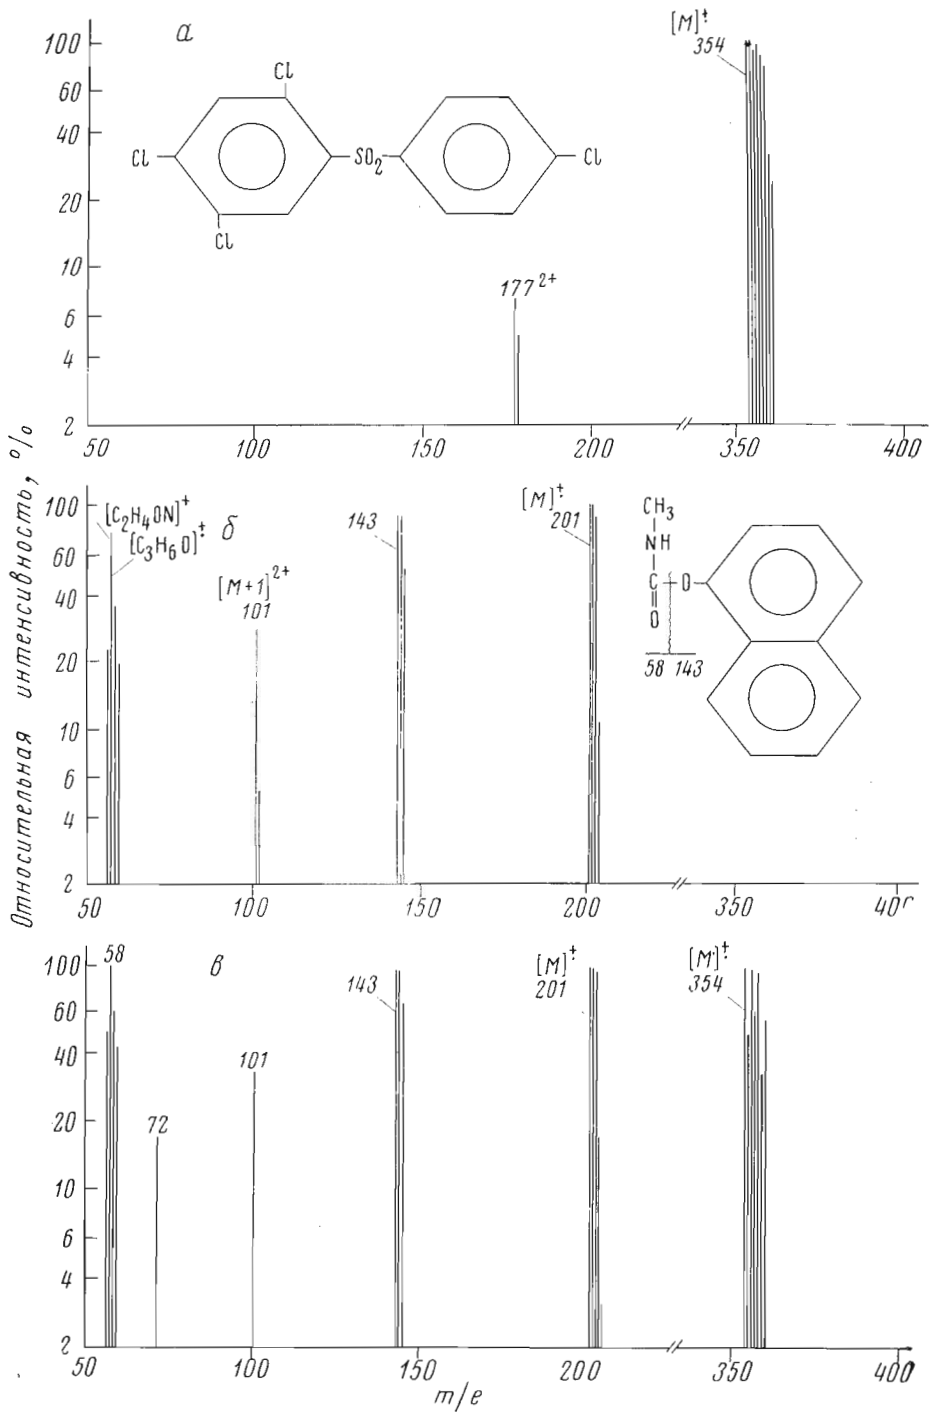 Относительная интенсивность, %
а
[M]+·
354
100
60
40
20
10
6
4
2
Cl
Cl
Cl
SO2
Cl
177 2+
50 100 150 200 350 400
б
100
60
40
20
10
6
4
2
[C2H4ON]+
[C3H6O]+·
[M+1]2+
101
143
[M]+·
201
CH3
NH
C
O
O
58 143
50 100 150 200 350
в
100
60
40
20
10
6
4
2
58
72
101
143
[M]+·
201
[M']+·
354
50 100 150 200 350 400
m/e